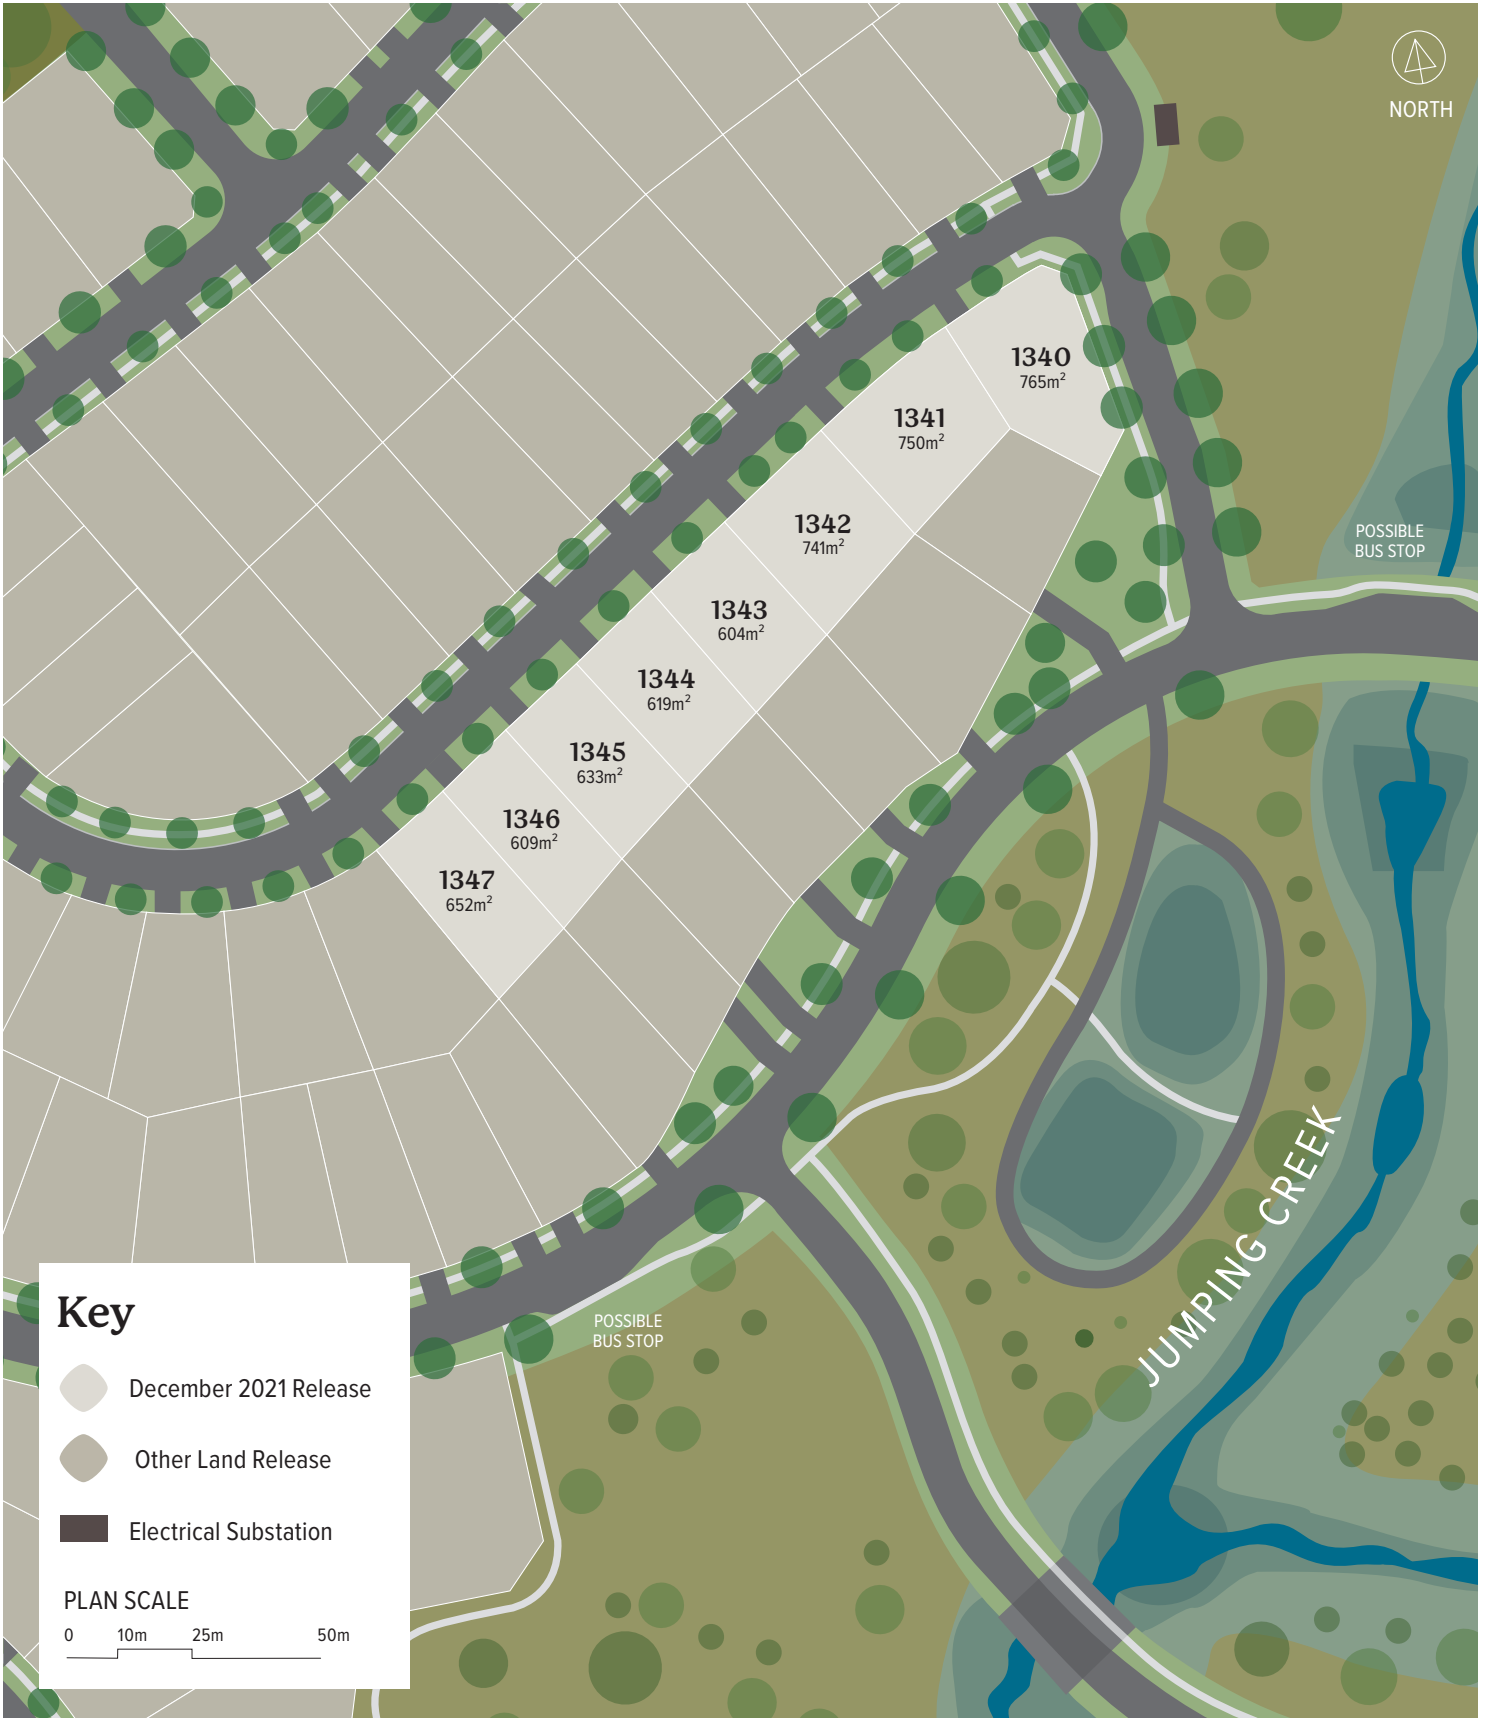 NORTH
1340
765m²
1341
750m²
1342
741m²
POSSIBLE
BUS STOP
1343
604m²
1344
619m²
1345
633m²
1346
609m²
1347
652m²
JUMPING CREEK
POSSIBLE
BUS STOP
Key
December 2021 Release
Other Land Release
Electrical Substation
PLAN SCALE
0 10m 25m 50m